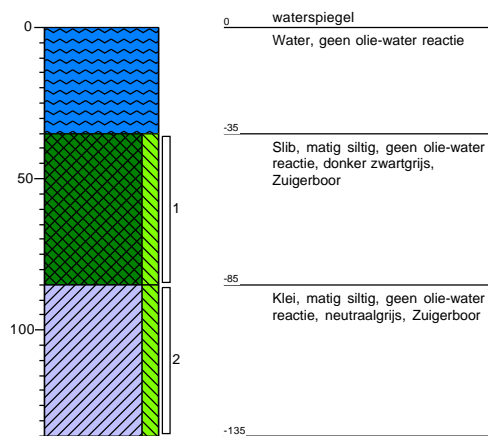 0
50
100
1
2
0
waterspiegel
Water, geen olie-water reactie
-35
Slib, matig siltig, geen olie-water
reactie, donker zwartgrijs,
Zuigerboor
-85
Klei, matig siltig, geen olie-water
reactie, neutraalgrijs, Zuigerboor
-135